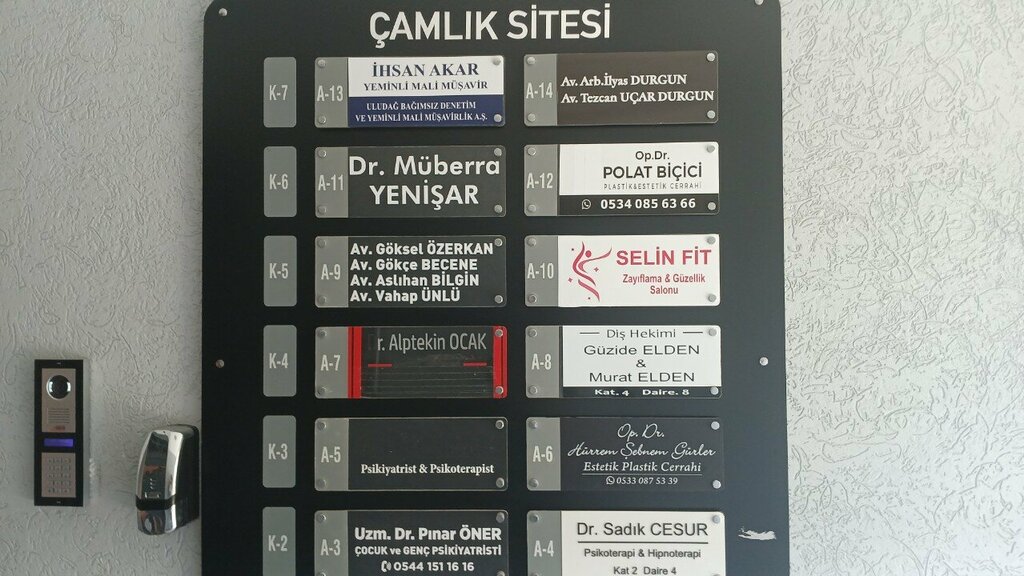 ÇAMLIK SİTESİ
K-7
A-13
İHSAN AKAR
YEMİNLİ MALİ MÜŞAVİR
ULUDAĞ BAĞIMSIZ DENETİM
VE YEMİNLİ MALİ MÜŞAVİRLİK A.Ş.
A-14
Av. Arb.İlyas DURGUN
Av. Tezcan UÇAR DURGUN
K-6
A-11
Dr. Müberra
YENİŞAR
A-12
Op.Dr.
POLAT BİÇİCİ
PLASTİK&ESTETİK CERRAHİ
0534 085 63 66
K-5
A-9
Av. Göksel ÖZERKAN
Av. Gökçe BECENE
Av. Aslıhan BİLGİN
Av. Vahap ÜNLÜ
A-10
SELİN FİT
Zayıflama & Güzellik
Salonu
K-4
A-7
r. Alptekin OCAK
A-8
Diş Hekimi
Güzide ELDEN
&
Murat ELDEN
Kat. 4 Daire. 8
K-3
A-5
Psikiyatrist & Psikoterapist
A-6
Op. Dr.
Hürrem Şebnem Gürler
Estetik Plastik Cerrahi
0533 087 53 39
K-2
A-3
Uzm. Dr. Pınar ÖNER
ÇOCUK ve GENÇ PSİKİYATRİSTİ
0544 151 16 16
A-4
Dr. Sadık CESUR
Psikoterapi & Hipnoterapi
Kat 2 Daire 4